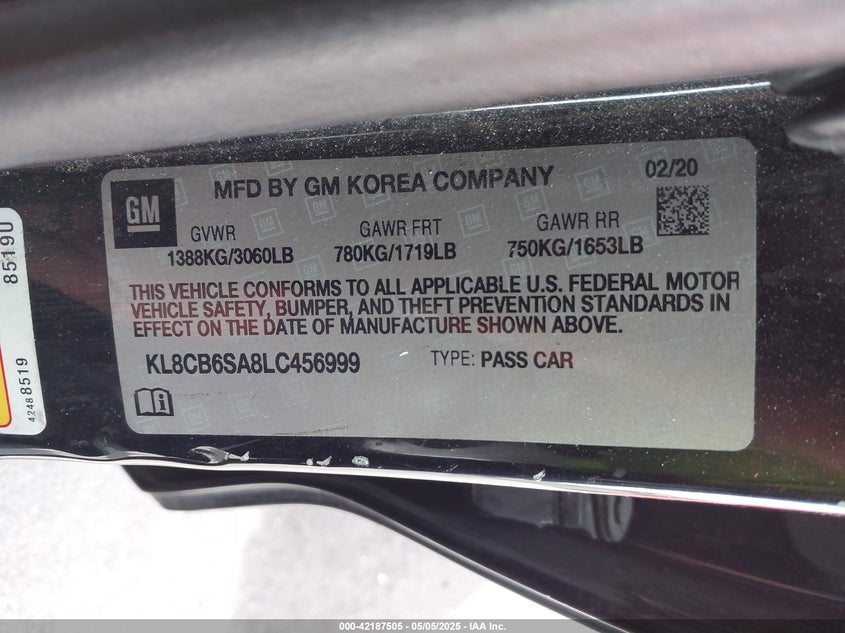 MFD BY GM KOREA COMPANY
02/20
GM
GVWR
1388KG/3060LB
GAWR FRT
780KG/1719LB
GAWR RR
750KG/1653LB
THIS VEHICLE CONFORMS TO ALL APPLICABLE U.S. FEDERAL MOTOR
VEHICLE SAFETY, BUMPER, AND THEFT PREVENTION STANDARDS IN
EFFECT ON THE DATE OF MANUFACTURE SHOWN ABOVE.
KL8CB6SA8LC456999
TYPE: PASS CAR
8519U
4248 8519
000-42187505 - 05/05/2025 - IAA Inc.